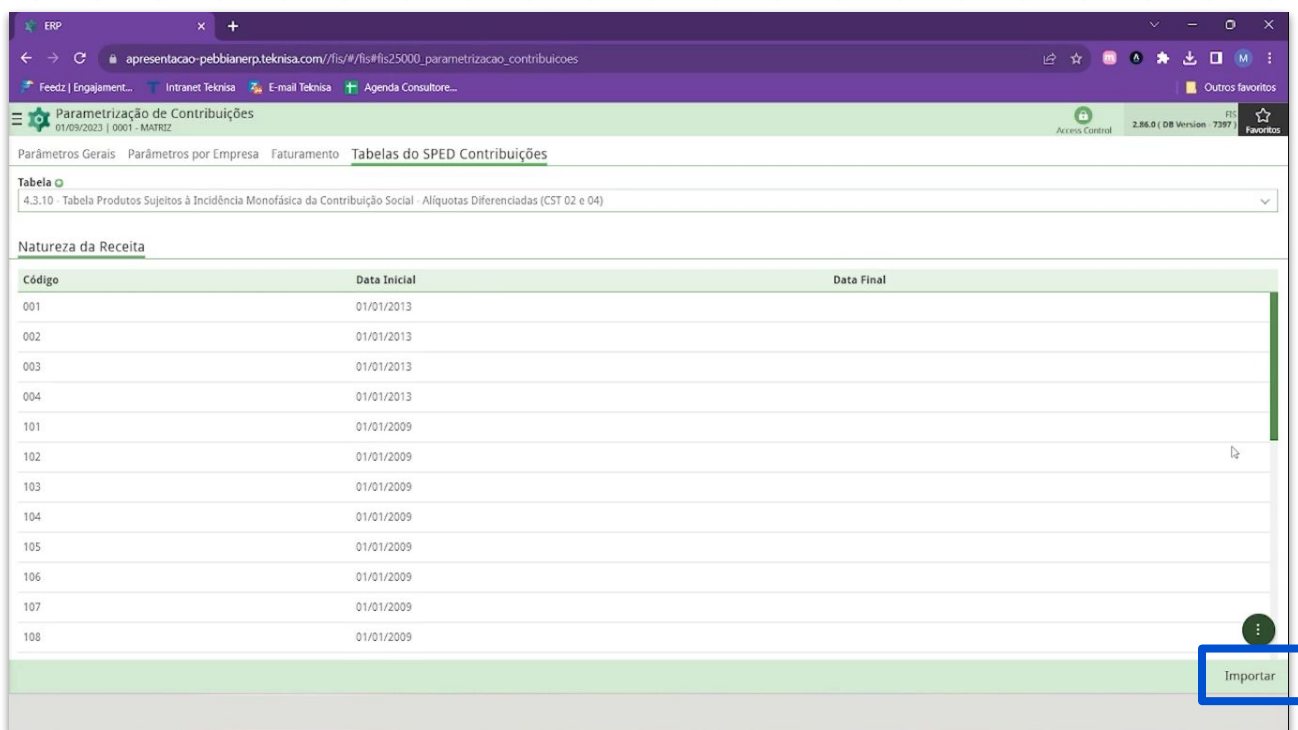 ERP
apresentacao-pebbianerp.teknisa.com//fis/#/fis#fis25000_parametrizacao_contribuicoes
M
Feedz | Engajament... Intranet Teknisa E-mail Teknisa Agenda Consultore... Outros favoritos
Parametrização de Contribuições
01/09/2023 | 0001 - MATRIZ
Access Control
FIS
2.86.0 ( DB Version - 7397 )
Favoritos
Parâmetros Gerais Parâmetros por Empresa Faturamento Tabelas do SPED Contribuições
Tabela
4.3.10 - Tabela Produtos Sujeitos à Incidência Monofásica da Contribuição Social - Alíquotas Diferenciadas (CST 02 e 04)
Natureza da Receita
Código Data Inicial Data Final
001 01/01/2013
002 01/01/2013
003 01/01/2013
004 01/01/2013
101 01/01/2009
102 01/01/2009
103 01/01/2009
104 01/01/2009
105 01/01/2009
106 01/01/2009
107 01/01/2009
108 01/01/2009
Importar